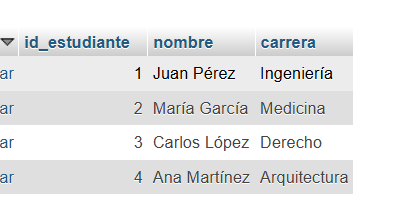 id_estudiante nombre carrera
ar 1 Juan Pérez Ingeniería
ar 2 María García Medicina
ar 3 Carlos López Derecho
ar 4 Ana Martínez Arquitectura